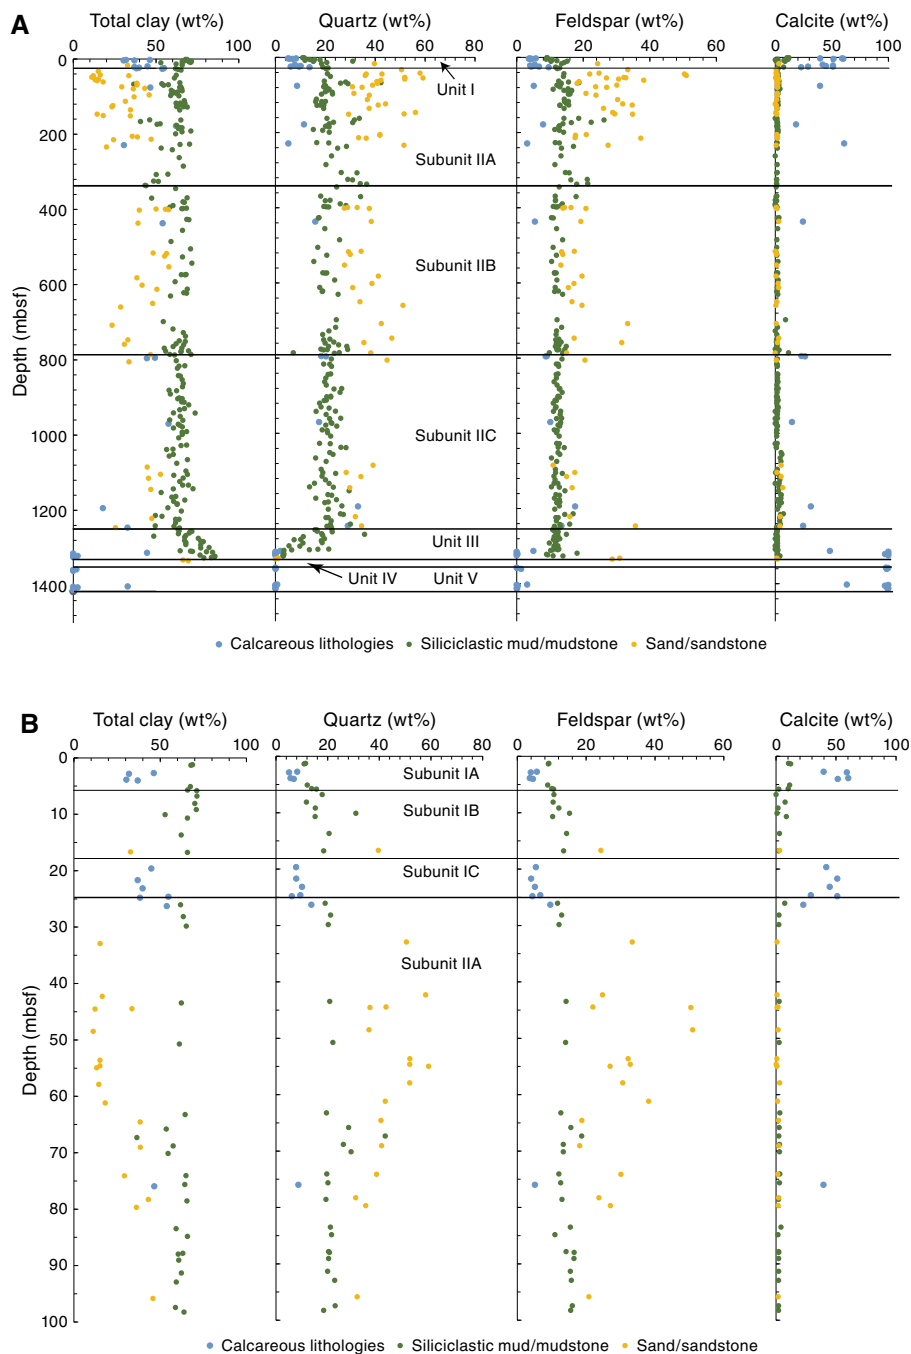 A
Total clay (wt%) Quartz (wt%) Feldspar (wt%) Calcite (wt%)
0 50 100 0 20 40 60 80 0 20 40 60 0 100
0
Unit I
200
Subunit IIA
400
Subunit IIB
600
Depth (mbsf)
800
1000
Subunit IIC
1200
Unit III
1400
Unit IV Unit V
Calcareous lithologies Siliciclastic mud/mudstone Sand/sandstone
B
Total clay (wt%) Quartz (wt%) Feldspar (wt%) Calcite (wt%)
0 50 100 0 20 40 60 80 0 20 40 60 0 100
0
Subunit IA
10
Subunit IB
20
Subunit IC
30
Subunit IIA
40
50
Depth (mbsf)
60
70
80
90
100
Calcareous lithologies Siliciclastic mud/mudstone Sand/sandstone